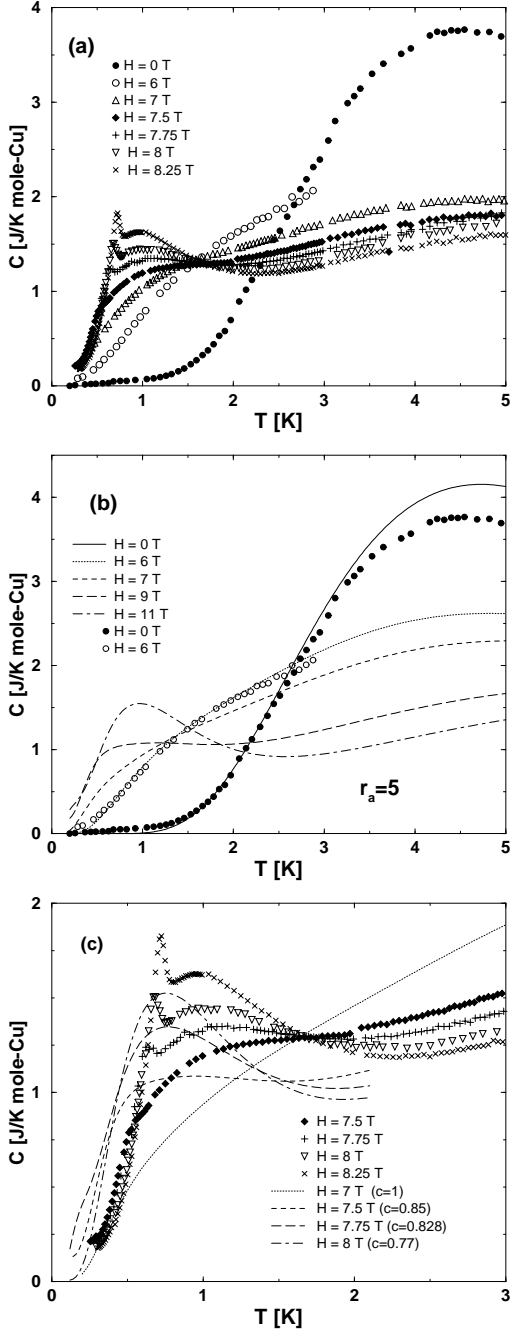 (a)
H = 0 T
H = 6 T
H = 7 T
H = 7.5 T
H = 7.75 T
H = 8 T
H = 8.25 T
C [J/K mole-Cu]
4
3
2
1
0
0 1 2 3 4 5
T [K]
(b)
H = 0 T
H = 6 T
H = 7 T
H = 9 T
H = 11 T
H = 0 T
H = 6 T
C [J/K mole-Cu]
4
3
2
1
0
r_a=5
0 1 2 3 4 5
T [K]
(c)
C [J/K mole-Cu]
2
1
0
H = 7.5 T
H = 7.75 T
H = 8 T
H = 8.25 T
H = 7 T (c=1)
H = 7.5 T (c=0.85)
H = 7.75 T (c=0.828)
H = 8 T (c=0.77)
0 1 2 3
T [K]